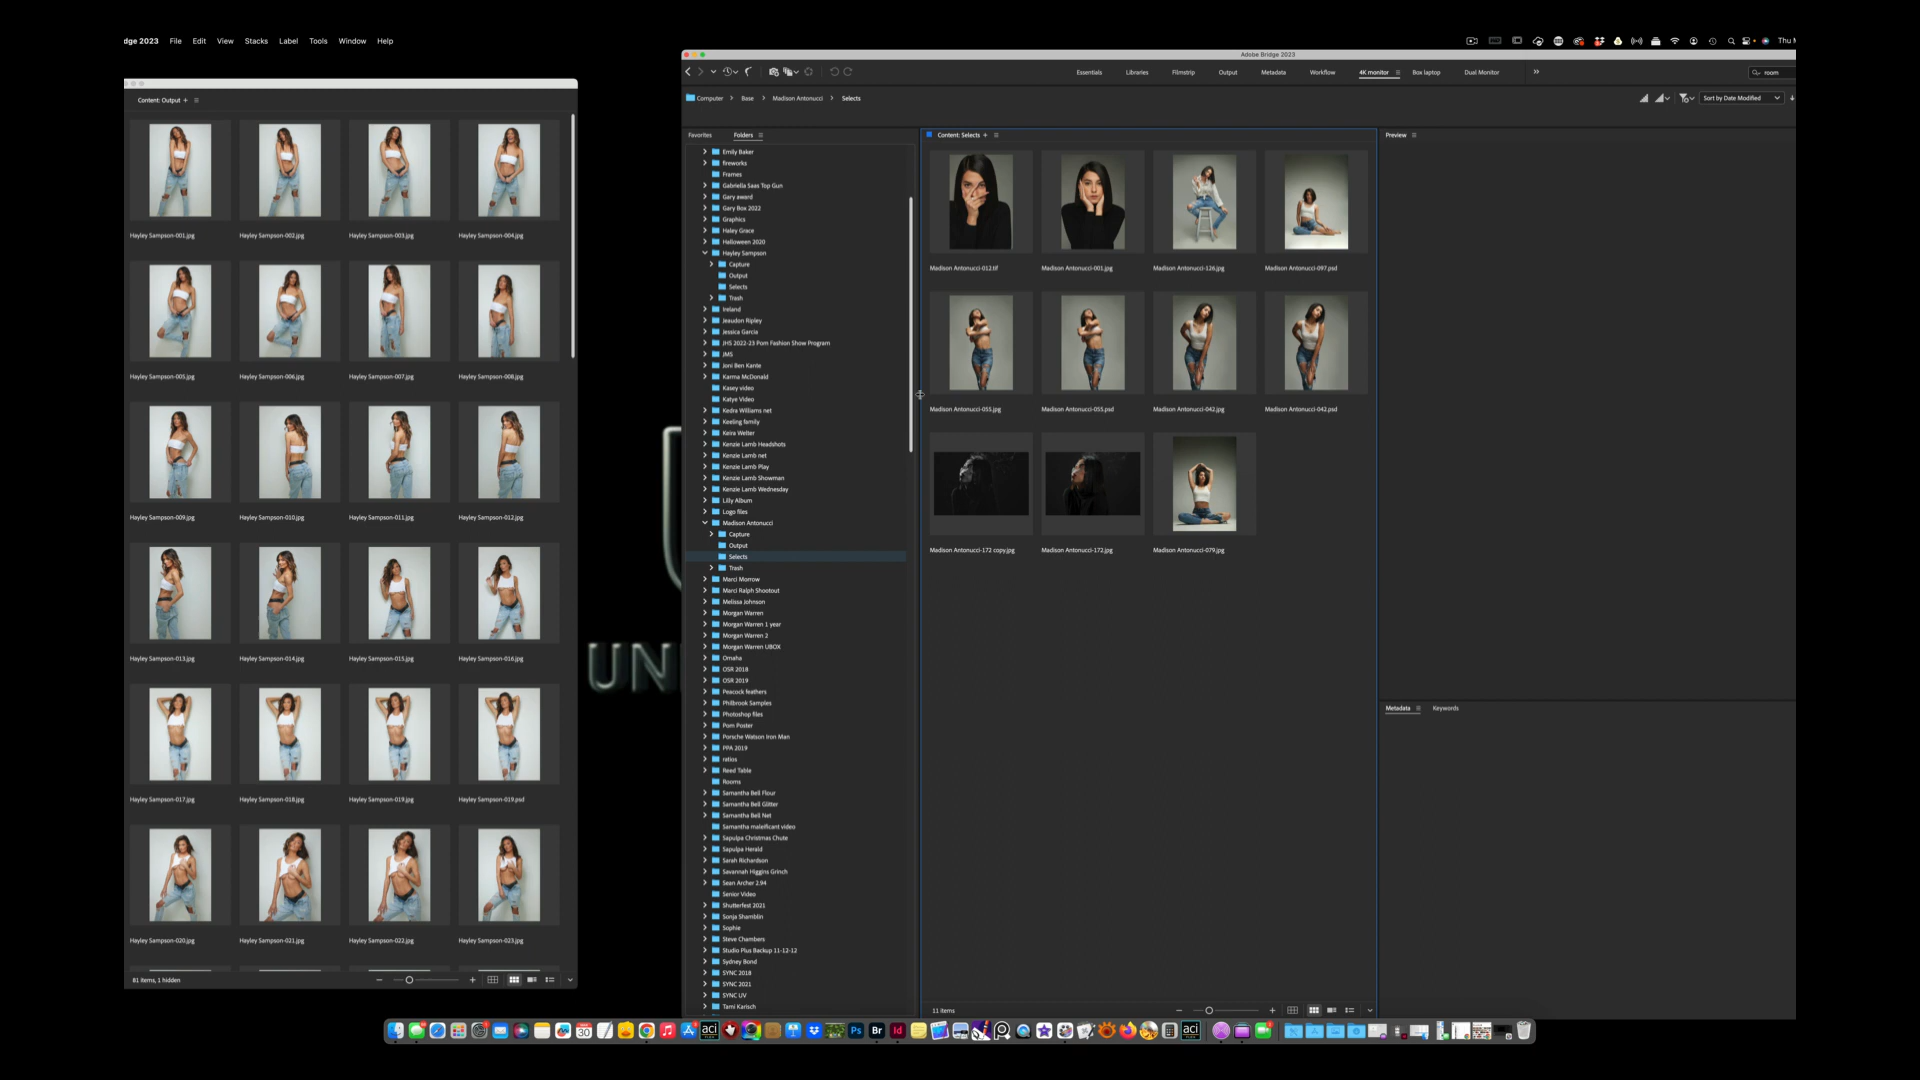 dge 2023 File Edit View Stacks Label Tools Window Help
Thu
Adobe Bridge 2023
Essentials Libraries Filmstrip Output Metadata Workflow 4K monitor Box laptop Dual Monitor
room
Computer Base Madison Antonucci Selects
Sort by Date Modified
Content: Output
Hayley Sampson-001.jpg Hayley Sampson-002.jpg Hayley Sampson-003.jpg Hayley Sampson-004.jpg
Hayley Sampson-005.jpg Hayley Sampson-006.jpg Hayley Sampson-007.jpg Hayley Sampson-008.jpg
Hayley Sampson-009.jpg Hayley Sampson-010.jpg Hayley Sampson-011.jpg Hayley Sampson-012.jpg
Hayley Sampson-013.jpg Hayley Sampson-014.jpg Hayley Sampson-015.jpg Hayley Sampson-016.jpg
Hayley Sampson-017.jpg Hayley Sampson-018.jpg Hayley Sampson-019.jpg Hayley Sampson-019.psd
Hayley Sampson-020.jpg Hayley Sampson-021.jpg Hayley Sampson-022.jpg Hayley Sampson-023.jpg
81 items, 1 hidden
UN
Favorites Folders
Emily Baker
fireworks
Frames
Gabriella Saas Top Gun
Gary award
Gary Box 2022
Graphics
Haley Grace
Halloween 2020
Hayley Sampson
Capture
Output
Selects
Trash
Ireland
Jeaudon Ripley
Jessica Garcia
JHS 2022-23 Pom Fashion Show Program
JMS
Joni Ben Kante
Karma McDonald
Kasey video
Katye Video
Kedra Williams net
Keeling family
Keira Welter
Kenzie Lamb Headshots
Kenzie Lamb net
Kenzie Lamb Play
Kenzie Lamb Showman
Kenzie Lamb Wednesday
Lilly Album
Logo files
Madison Antonucci
Capture
Output
Selects
Trash
Marci Morrow
Marci Ralph Shootout
Melissa Johnson
Morgan Warren
Morgan Warren 1 year
Morgan Warren 2
Morgan Warren UBOX
Omaha
OSR 2018
OSR 2019
Peacock feathers
Philbrook Samples
Photoshop files
Pom Poster
Porsche Watson Iron Man
PPA 2019
ratios
Reed Table
Rooms
Samantha Bell Flour
Samantha Bell Glitter
Samantha Bell Net
Samantha maleificant video
Sapulpa Christmas Chute
Sapulpa Herald
Sarah Richardson
Savannah Higgins Grinch
Sean Archer 2.94
Senior Video
Shutterfest 2021
Sonja Shamblin
Sophie
Steve Chambers
Studio Plus Backup 11-12-12
Sydney Bond
SYNC 2018
SYNC 2021
SYNC UV
Tami Karisch
Content: Selects
Madison Antonucci-012.tif Madison Antonucci-001.jpg Madison Antonucci-126.jpg Madison Antonucci-097.psd
Madison Antonucci-055.jpg Madison Antonucci-055.psd Madison Antonucci-042.jpg Madison Antonucci-042.psd
Madison Antonucci-172 copy.jpg Madison Antonucci-172.jpg Madison Antonucci-079.jpg
11 items
Preview
Metadata Keywords
30 aci Ps Br Id aci